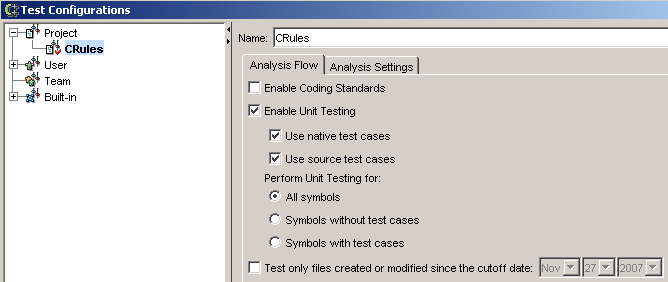 Test Configurations
Project
CRules
User
Team
Built-in
Name: CRules
Analysis Flow Analysis Settings
Enable Coding Standards
Enable Unit Testing
Use native test cases
Use source test cases
Perform Unit Testing for:
All symbols
Symbols without test cases
Symbols with test cases
Test only files created or modified since the cutoff date: Nov 27 2007